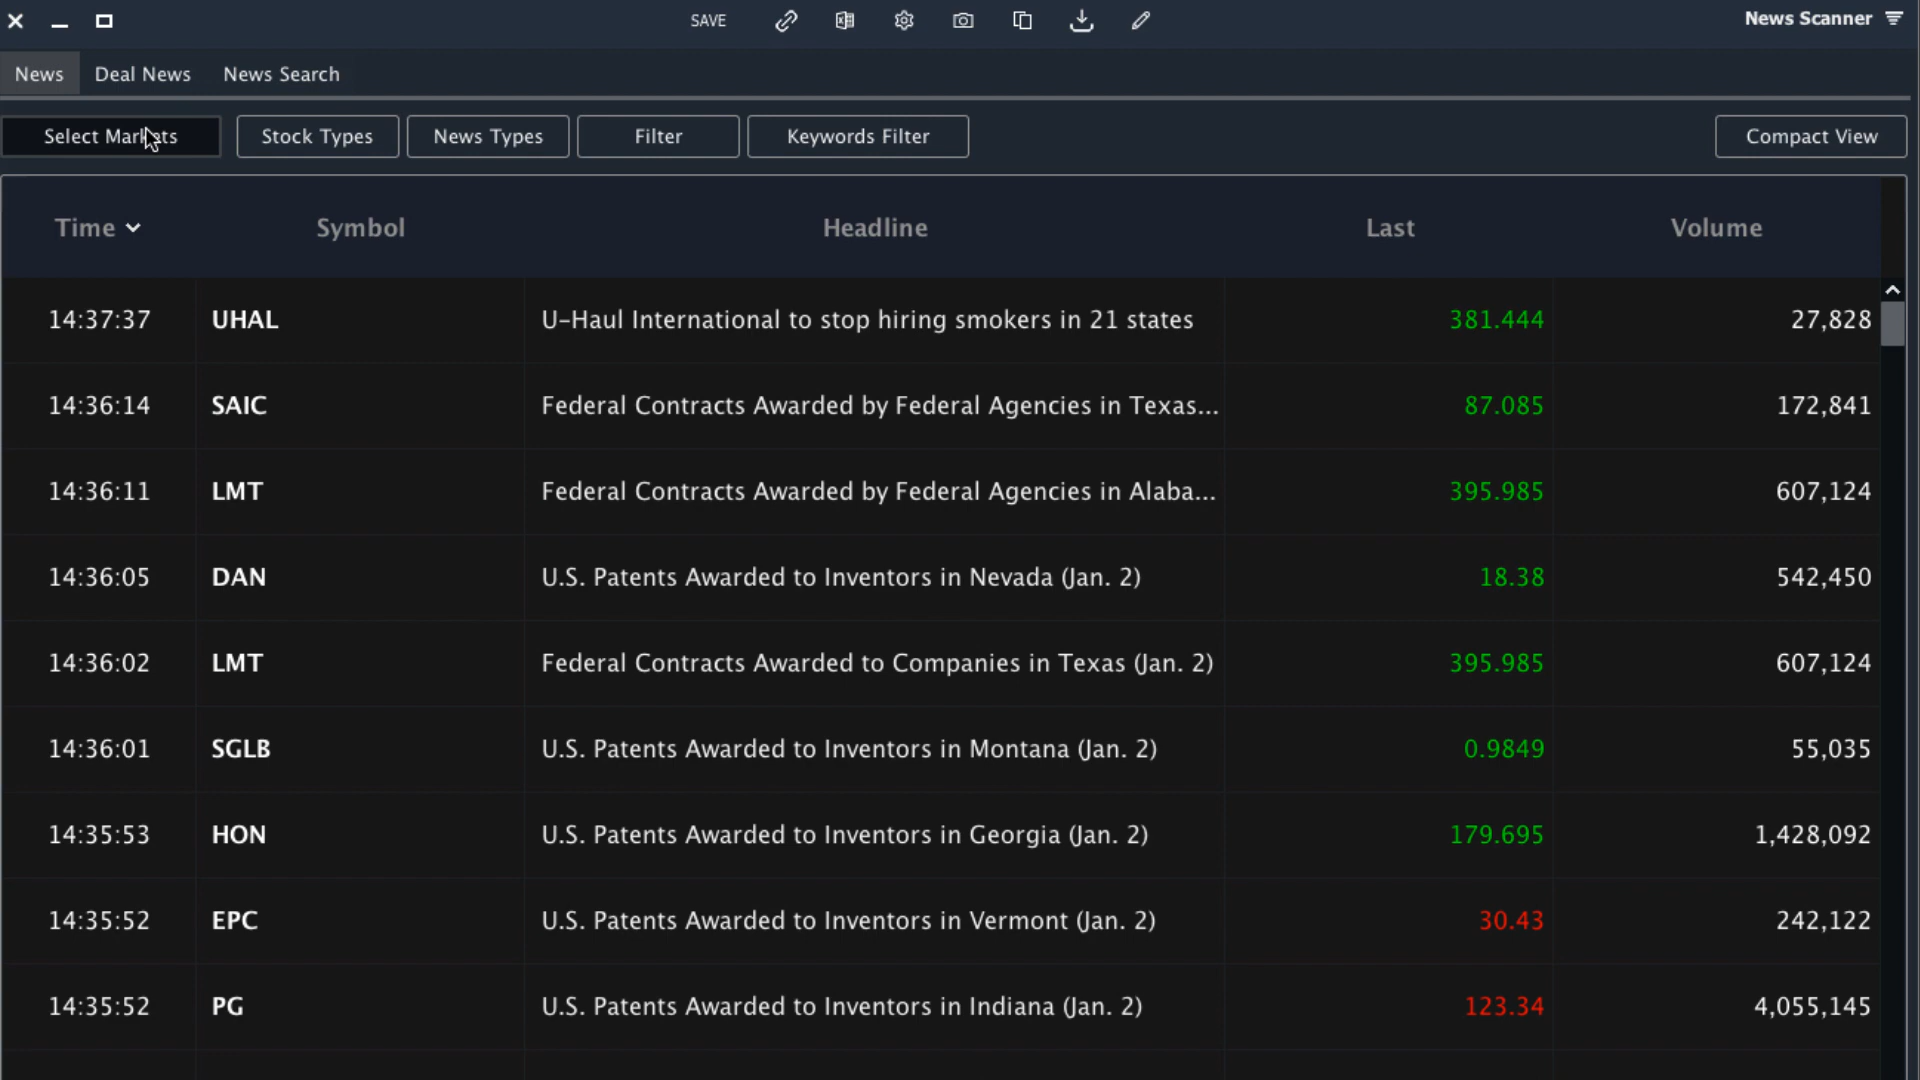 SAVE
News Scanner
News Deal News News Search
Select Markets Stock Types News Types Filter Keywords Filter Compact View
Time Symbol Headline Last Volume
14:37:37 UHAL U-Haul International to stop hiring smokers in 21 states 381.444 27,828
14:36:14 SAIC Federal Contracts Awarded by Federal Agencies in Texas... 87.085 172,841
14:36:11 LMT Federal Contracts Awarded by Federal Agencies in Alaba... 395.985 607,124
14:36:05 DAN U.S. Patents Awarded to Inventors in Nevada (Jan. 2) 18.38 542,450
14:36:02 LMT Federal Contracts Awarded to Companies in Texas (Jan. 2) 395.985 607,124
14:36:01 SGLB U.S. Patents Awarded to Inventors in Montana (Jan. 2) 0.9849 55,035
14:35:53 HON U.S. Patents Awarded to Inventors in Georgia (Jan. 2) 179.695 1,428,092
14:35:52 EPC U.S. Patents Awarded to Inventors in Vermont (Jan. 2) 30.43 242,122
14:35:52 PG U.S. Patents Awarded to Inventors in Indiana (Jan. 2) 123.34 4,055,145